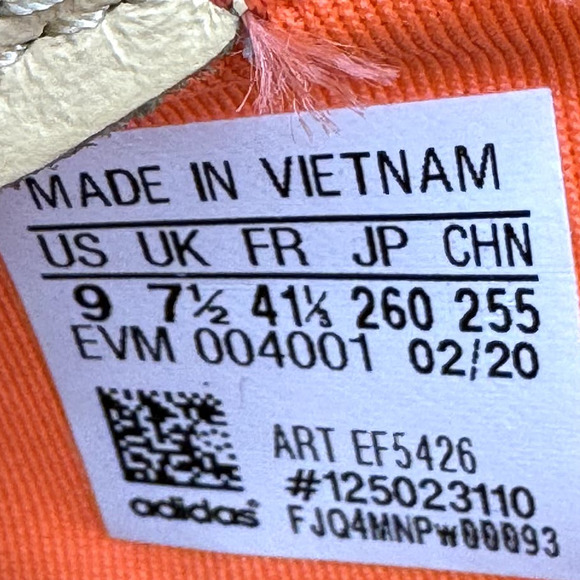 MADE IN VIETNAM
US UK FR JP CHN
9 7½ 41⅓ 260 255
EVM 004001 02/20
ART EF5426
#125023110
adidas® FJQ4MNPW00093